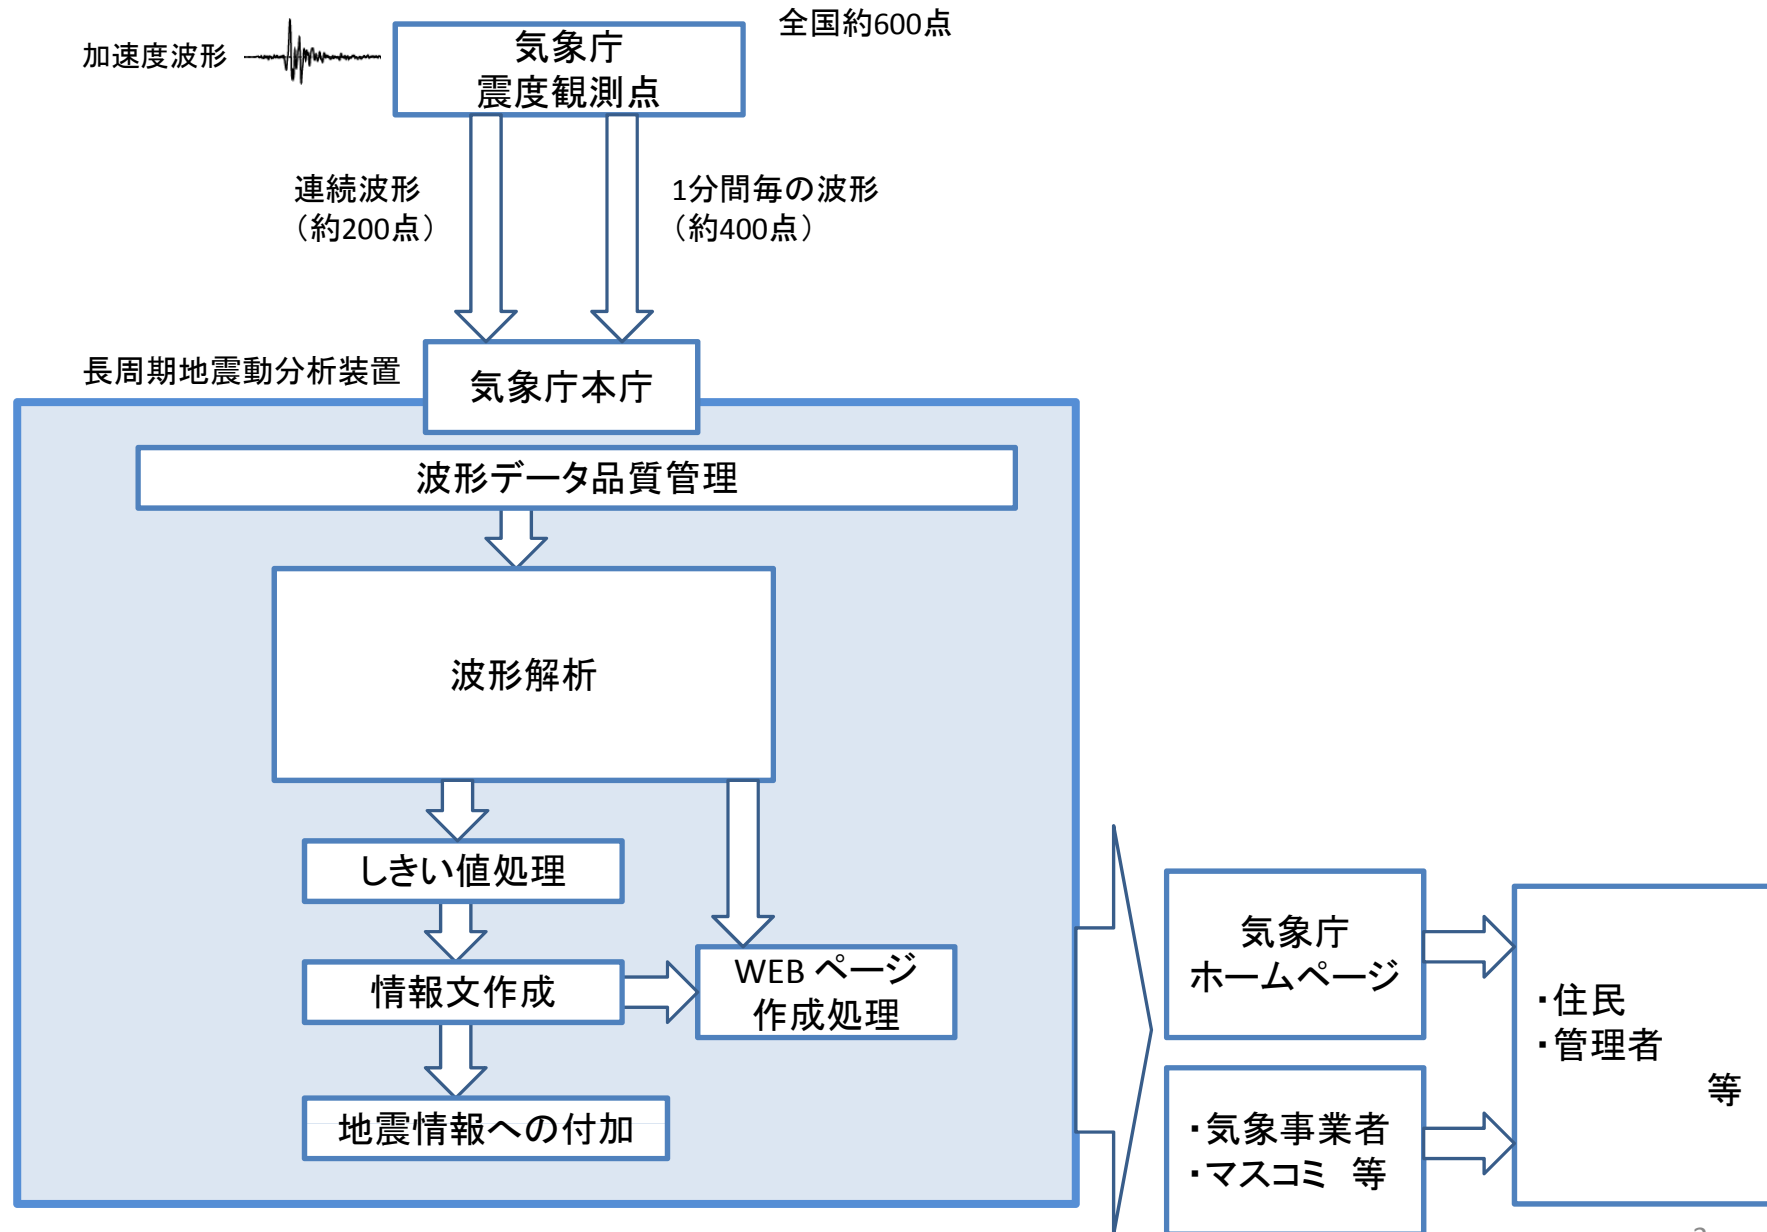 全国約600点
加速度波形
気象庁
震度観測点
連続波形
（約200点）
1分間毎の波形
（約400点）
長周期地震動分析装置
気象庁本庁
波形データ品質管理
波形解析
しきい値処理
情報文作成
WEB ページ
作成処理
地震情報への付加
気象庁
ホームページ
・気象事業者
・マスコミ　等
・住民
・管理者
等